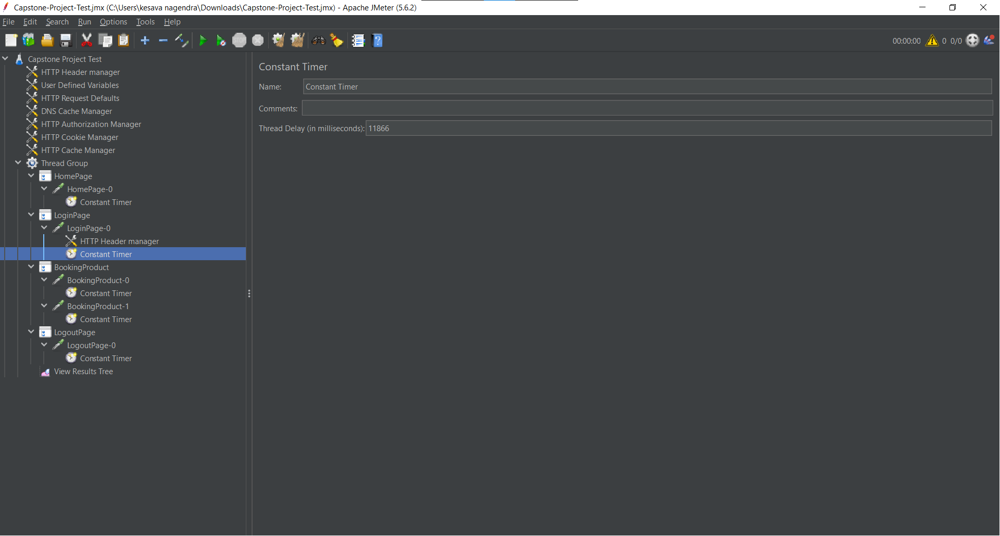 Capstone-Project-Test.jmx (C:\Users\kesava nagendra\Downloads\Capstone-Project-Test.jmx) - Apache JMeter (5.6.2)
File Edit Search Run Options Tools Help
STOP
00:00:00 0 0/0
Capstone Project Test
HTTP Header manager
User Defined Variables
HTTP Request Defaults
DNS Cache Manager
HTTP Authorization Manager
HTTP Cookie Manager
HTTP Cache Manager
Thread Group
HomePage
HomePage-0
Constant Timer
LoginPage
LoginPage-0
HTTP Header manager
Constant Timer
BookingProduct
BookingProduct-0
Constant Timer
BookingProduct-1
Constant Timer
LogoutPage
LogoutPage-0
Constant Timer
View Results Tree
Constant Timer
Name: Constant Timer
Comments:
Thread Delay (in milliseconds): 11866